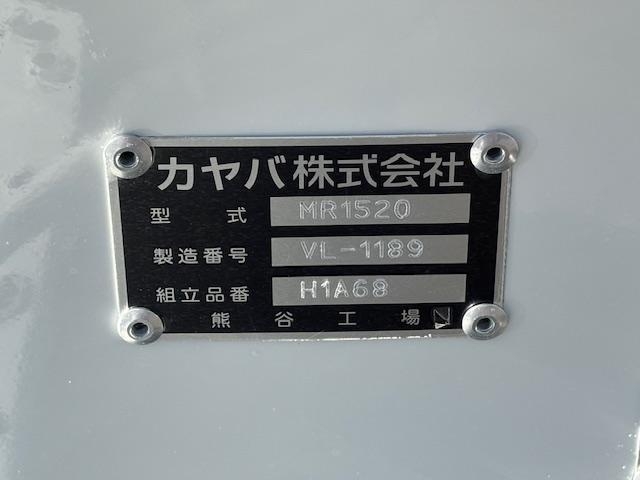 カヤバ株式会社
型式 MR1520
製造番号 VL-1189
組立品番 H1A68
熊谷工場